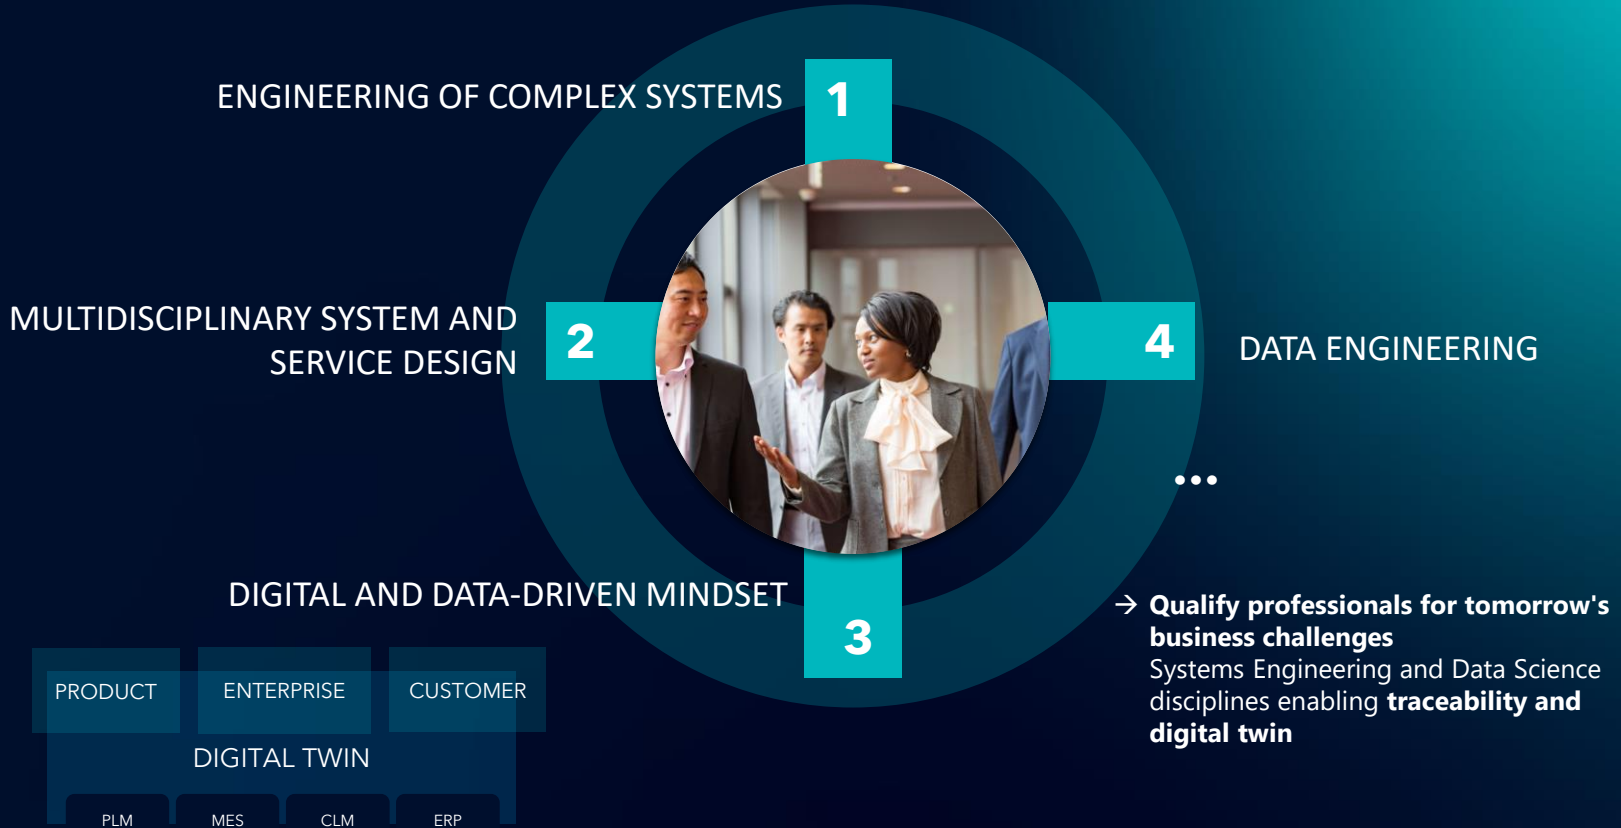 ENGINEERING OF COMPLEX SYSTEMS
1
MULTIDISCIPLINARY SYSTEM AND
SERVICE DESIGN
2
4
DATA ENGINEERING
...
DIGITAL AND DATA-DRIVEN MINDSET
3
→ Qualify professionals for tomorrow's
business challenges
Systems Engineering and Data Science
disciplines enabling traceability and
digital twin
PRODUCT ENTERPRISE CUSTOMER
DIGITAL TWIN
PLM MES CLM ERP